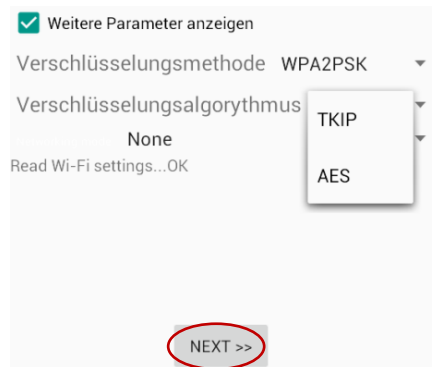 Weitere Parameter anzeigen
Verschlüsselungsmethode WPA2PSK
Verschlüsselungsalgorythmus
TKIP
None
Read Wi-Fi settings...OK
AES
NEXT >>